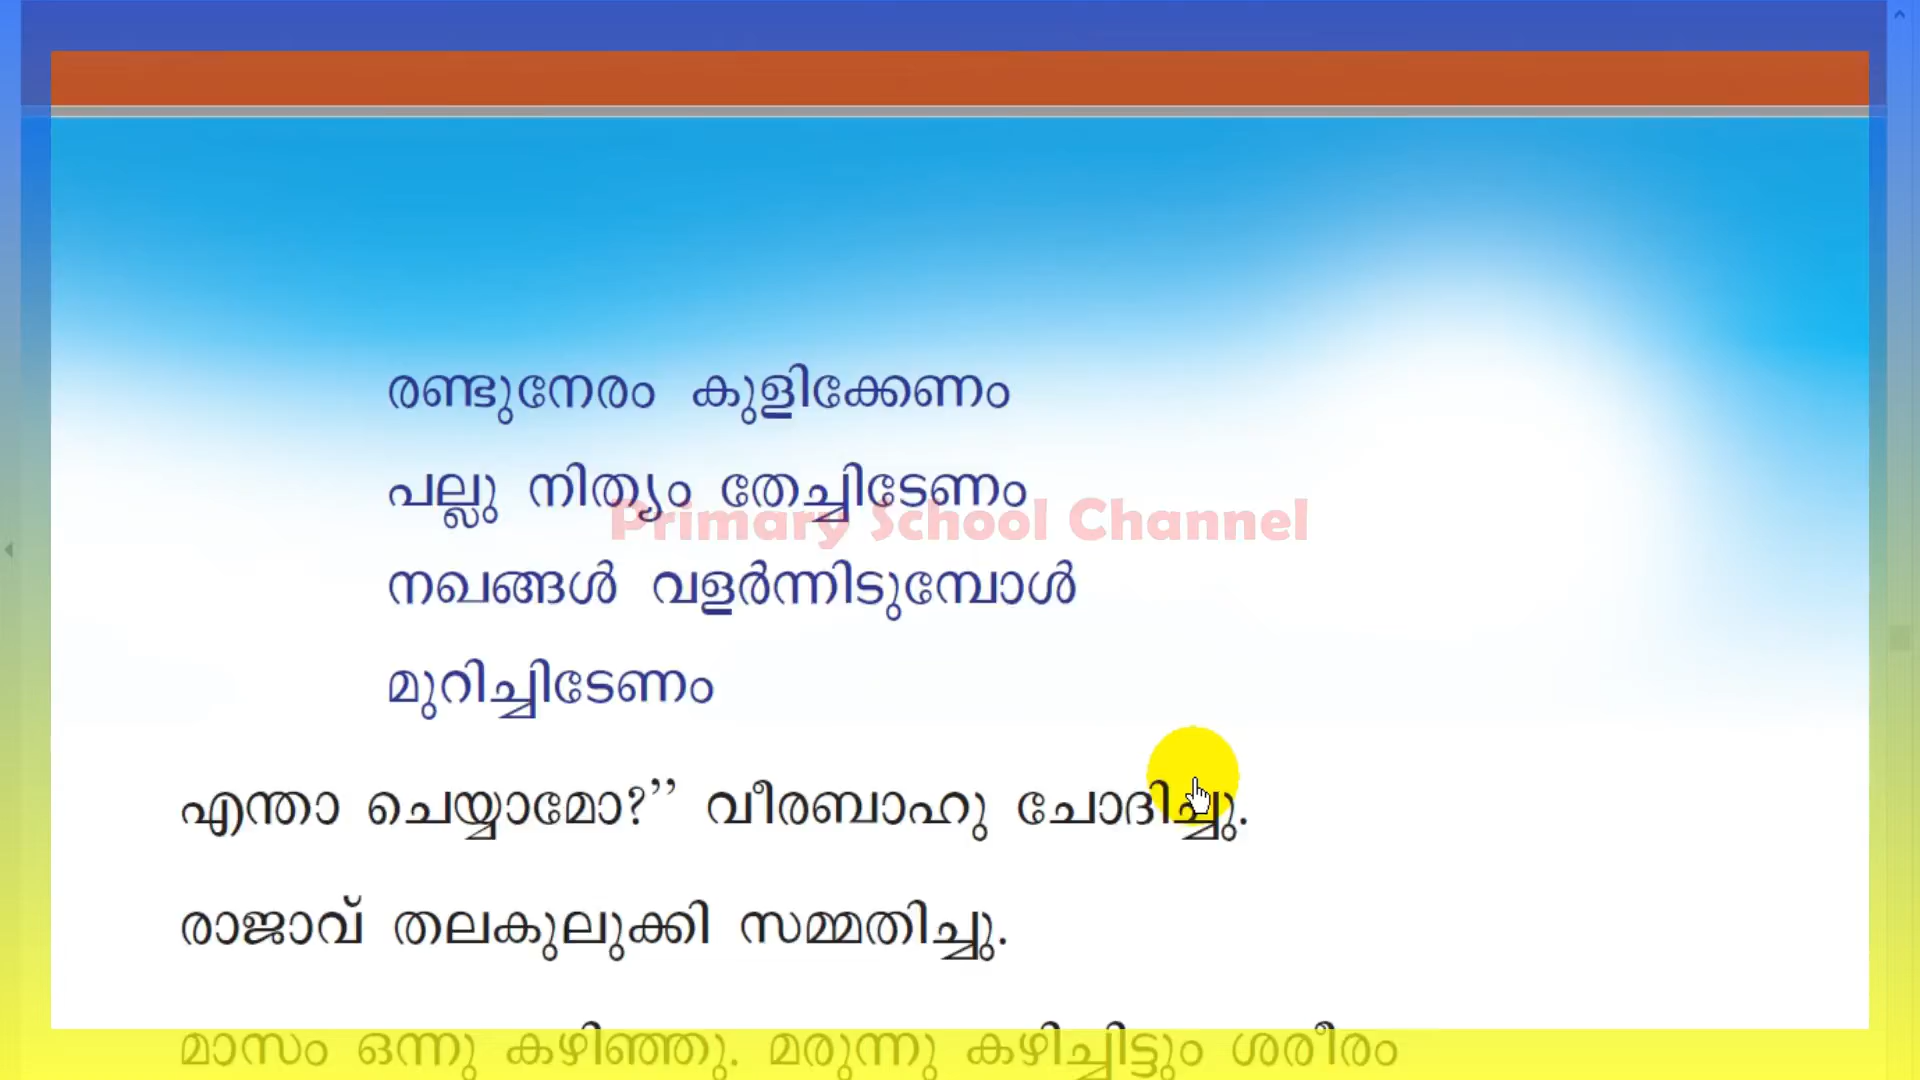 രണ്ടുനേരം കുളിക്കേണം
പല്ലു നിത്യം തേച്ചിടേണം
Primary School Channel
നഖങ്ങൾ വളർന്നിടുമ്പോൾ
മുറിച്ചിടേണം
എന്താ ചെയ്യാമോ?’’ വീരബാഹു ചോദിച്ചു.
രാജാവ് തലകുലുക്കി സമ്മതിച്ചു.
മാസം ഒന്നു കഴിഞ്ഞു. മരുന്നു കഴിച്ചിട്ടും ശരീരം